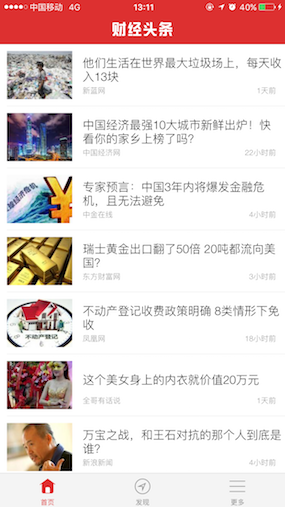 中国移动 4G 13:11 40%
财经头条
他们生活在世界最大垃圾场上，每天收
入13块
新蓝网 1天前
中国经济最强10大城市新鲜出炉！快
看你的家乡上榜了吗？
中国经济网 22小时前
专家预言：中国3年内将爆发金融危
机，且无法避免
中金在线 4小时前
瑞士黄金出口翻了50倍 20吨都流向美
国？
东方财富网 3小时前
不动产登记收费政策明确 8类情形下免
收
凤凰网 18小时前
不动产登记
这个美女身上的内衣就价值20万元
全哥有话说 1天前
万宝之战，和王石对抗的那个人到底是
谁？
新浪新闻 4小时前
首页 发现 更多